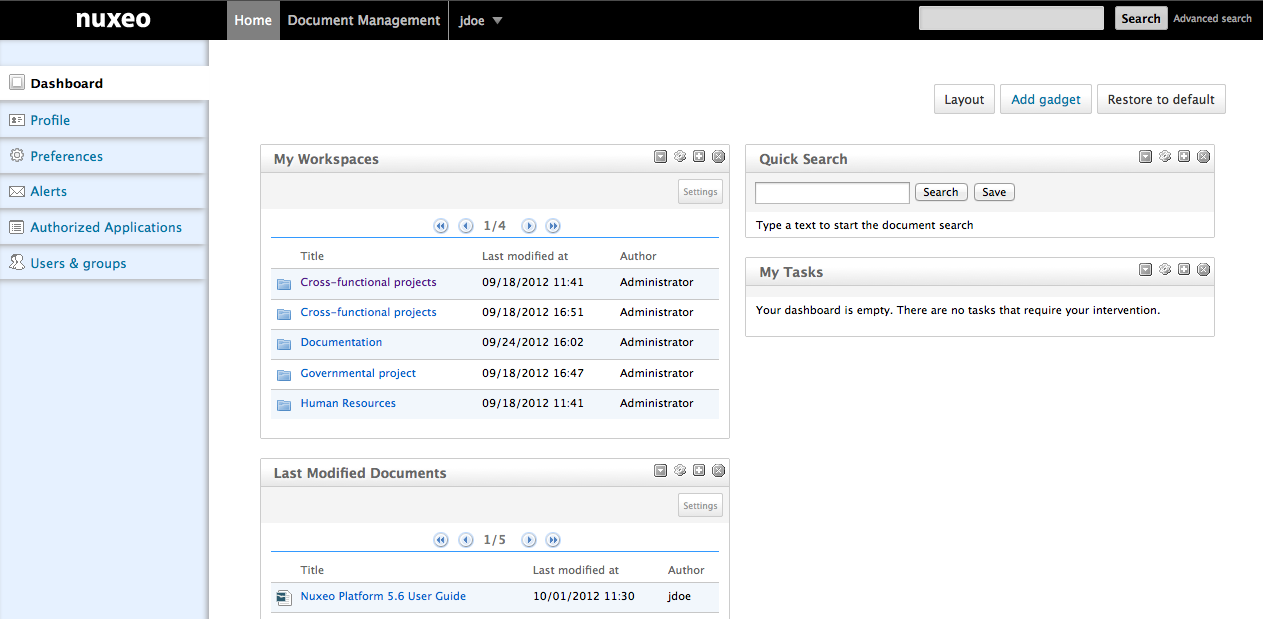 nuxeo Home Document Management jdoe Search Advanced search
Dashboard
Profile
Preferences
Alerts
Authorized Applications
Users & groups
Layout Add gadget Restore to default
My Workspaces
Settings
1/4
Title Last modified at Author
Cross-functional projects 09/18/2012 11:41 Administrator
Cross-functional projects 09/18/2012 16:51 Administrator
Documentation 09/24/2012 16:02 Administrator
Governmental project 09/18/2012 16:47 Administrator
Human Resources 09/18/2012 11:41 Administrator
Last Modified Documents
Settings
1/5
Title Last modified at Author
Nuxeo Platform 5.6 User Guide 10/01/2012 11:30 jdoe
Quick Search
Search Save
Type a text to start the document search
My Tasks
Your dashboard is empty. There are no tasks that require your intervention.